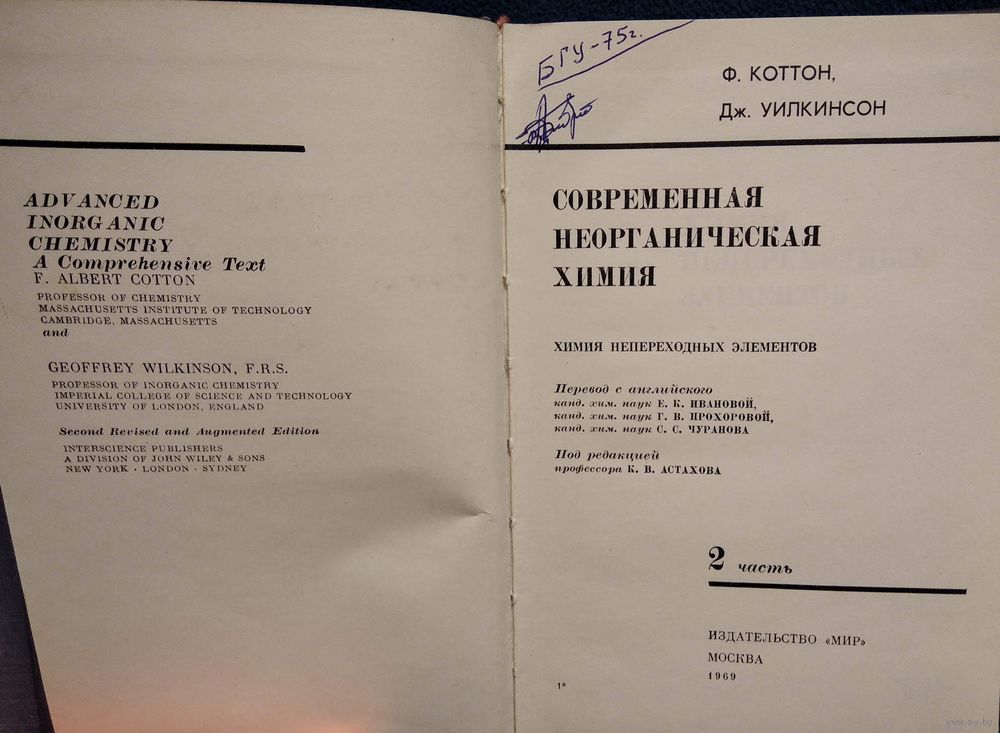 ADVANCED
INORGANIC
CHEMISTRY
A Comprehensive Text
F. ALBERT COTTON
PROFESSOR OF CHEMISTRY
MASSACHUSETTS INSTITUTE OF TECHNOLOGY
CAMBRIDGE, MASSACHUSETTS
and
GEOFFREY WILKINSON, F.R.S.
PROFESSOR OF INORGANIC CHEMISTRY
IMPERIAL COLLEGE OF SCIENCE AND TECHNOLOGY
UNIVERSITY OF LONDON, ENGLAND
Second Revised and Augmented Edition
INTERSCIENCE PUBLISHERS
A DIVISION OF JOHN WILEY & SONS
NEW YORK · LONDON · SYDNEY
БГУ-75г.
Ф. КОТТОН,
Дж. УИЛКИНСОН
СОВРЕМЕННАЯ
НЕОРГАНИЧЕСКАЯ
ХИМИЯ
ХИМИЯ НЕПЕРЕХОДНЫХ ЭЛЕМЕНТОВ
Перевод с английского
канд. хим. наук Е. К. ИВАНОВОЙ,
канд. хим. наук Г. В. ПРОХОРОВОЙ,
канд. хим. наук С. С. ЧУРАНОВА
Под редакцией
профессора К. В. АСТАХОВА
2 часть
ИЗДАТЕЛЬСТВО «МИР»
МОСКВА
1969
1*
www.ay.by